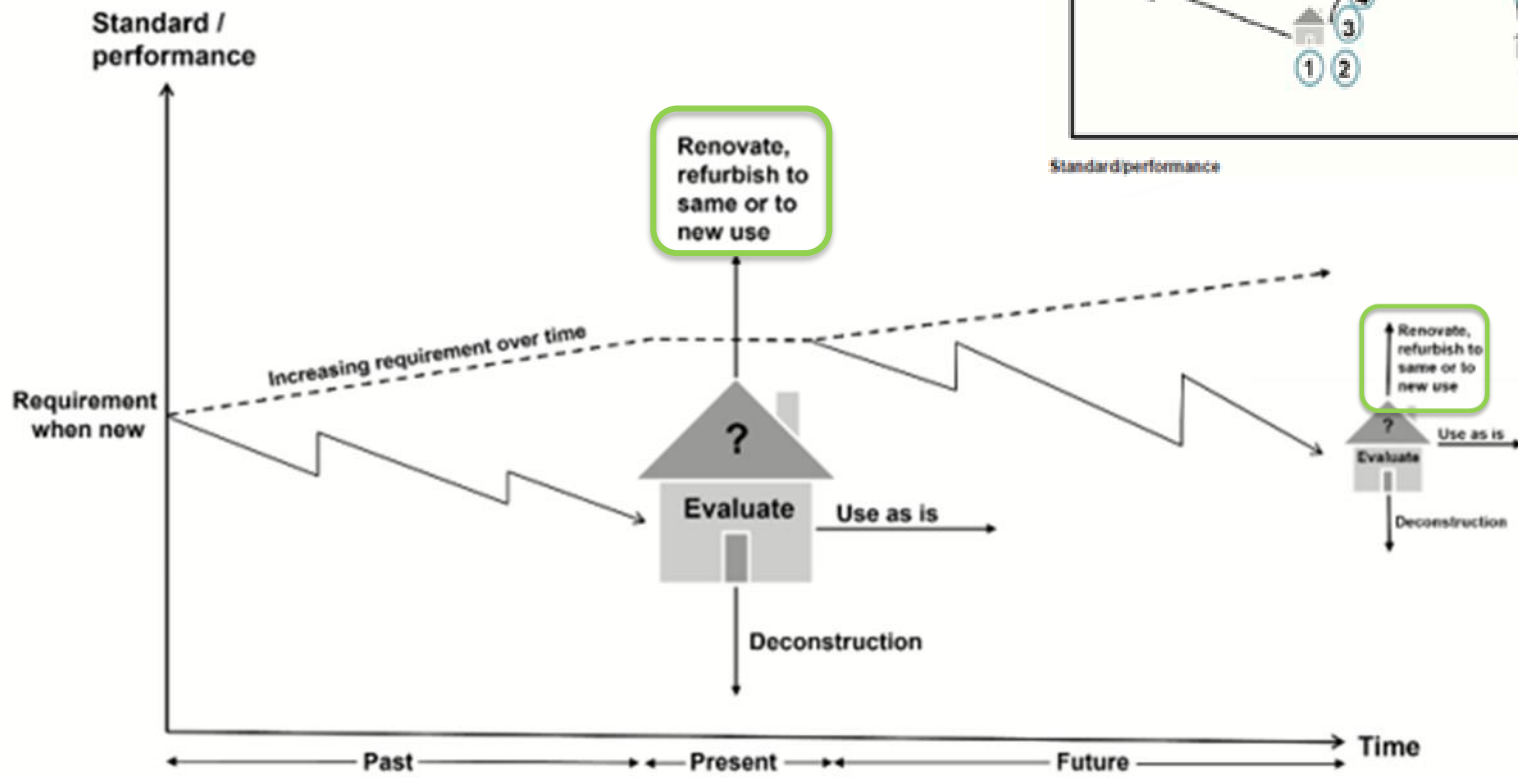 Standard /
performance
3
1 2
Standard/performance
Renovate,
refurbish to
same or to
new use
Increasing requirement over time
Requirement
when new
?
Evaluate
Use as is
Deconstruction
Renovate,
refurbish to
same or to
new use
?
Use as is
Evaluate
Deconstruction
Time
Past
Present
Future